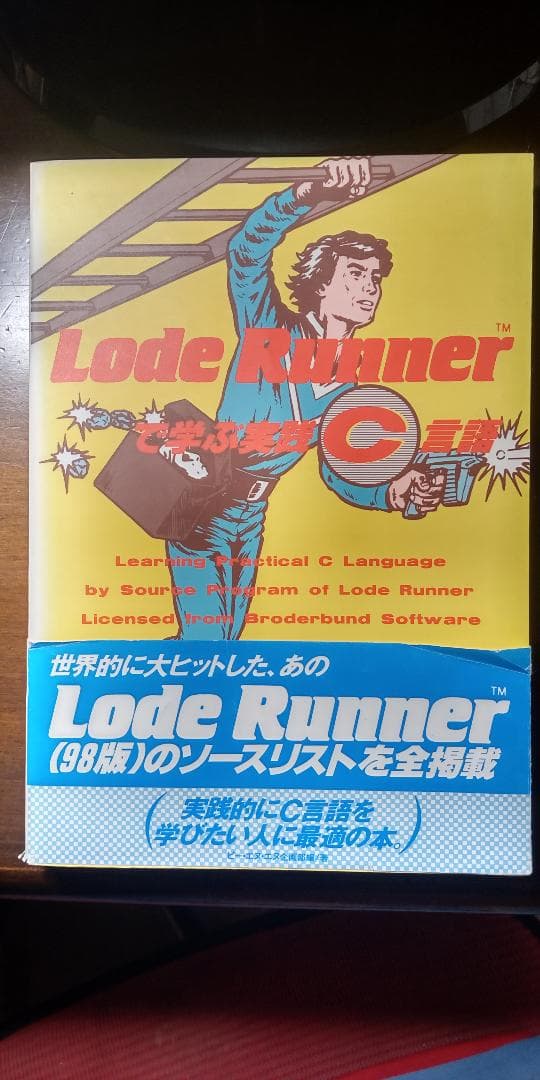 Lode Runner™
で学ぶ実践C言語
Learning Practical C Language
by Source Program of Lode Runner
Licensed from Broderbund Software
世界的に大ヒットした、あの
Lode Runner™
(98版)のソースリストを全掲載
(実践的にC言語を
学びたい人に最適の本。)
ビー・エヌ・エヌ企画部編/著